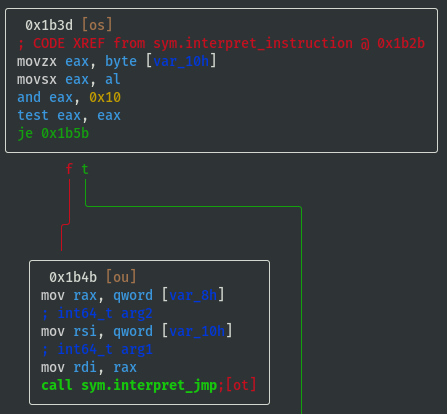 0x1b3d [os]
; CODE XREF from sym.interpret_instruction @ 0x1b2b
movzx eax, byte [var_10h]
movsx eax, al
and eax, 0x10
test eax, eax
je 0x1b5b
f t
0x1b4b [ou]
mov rax, qword [var_8h]
; int64_t arg2
mov rsi, qword [var_10h]
; int64_t arg1
mov rdi, rax
call sym.interpret_jmp;[ot]